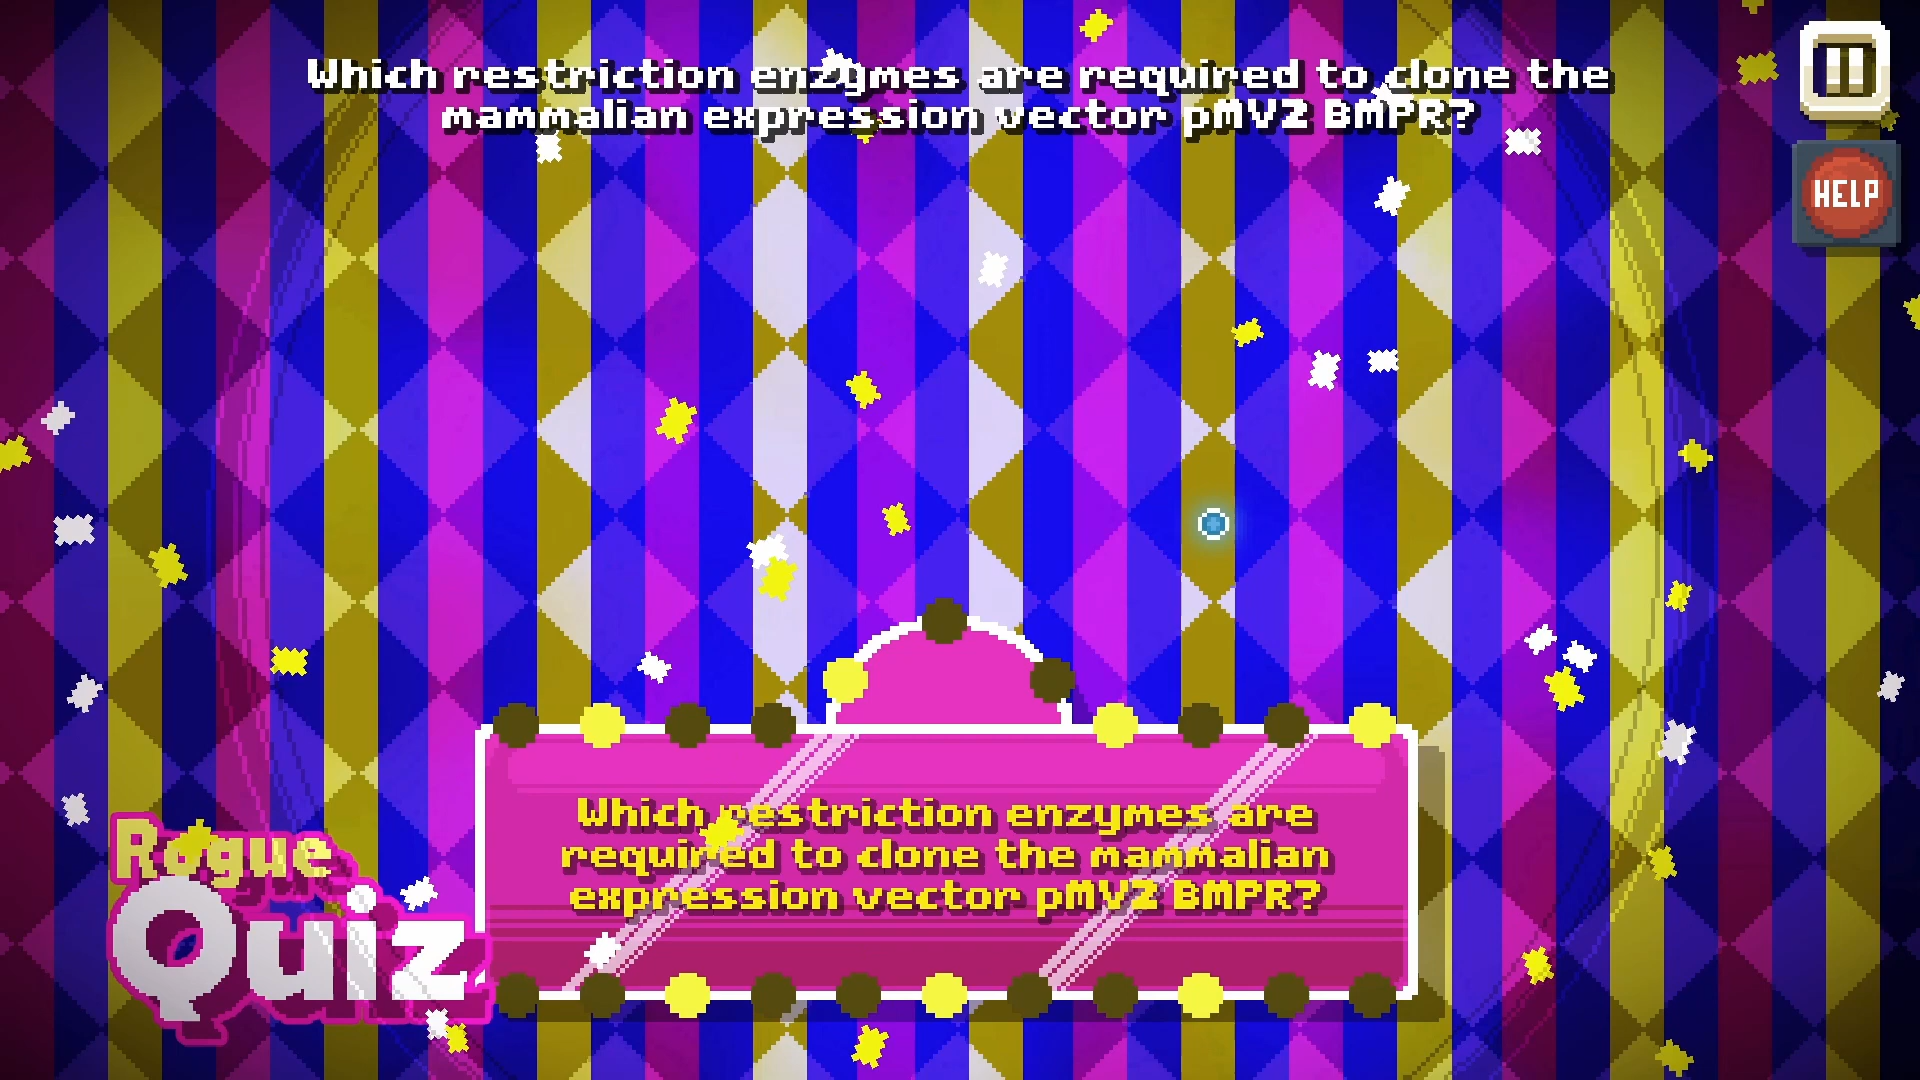 Which restriction enzymes are required to clone the
mammalian expression vector pMV2 BMPR?
HELP
Which restriction enzymes are
required to clone the mammalian
expression vector pMV2 BMPR?
Rogue
Quiz